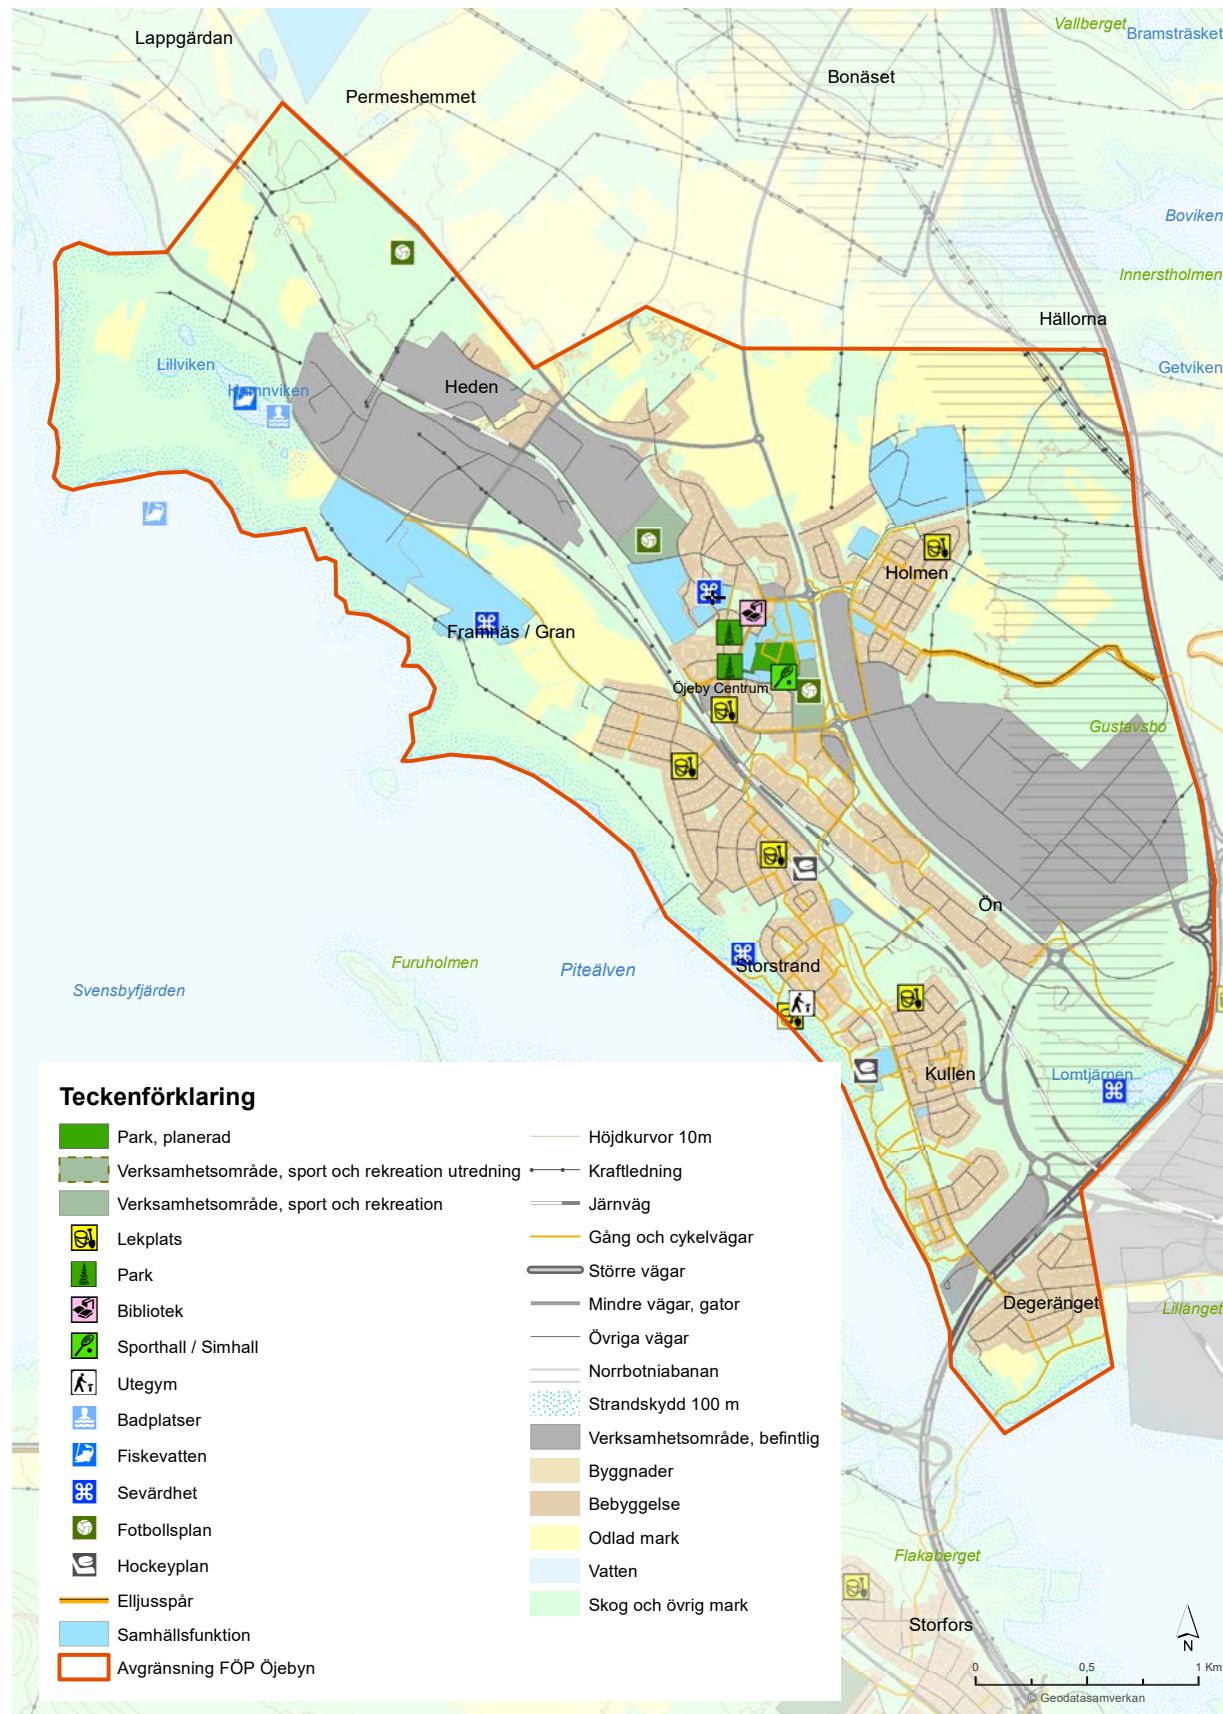 Vallberget
Bramsträsket
Lappgärdan
Bonäset
Permeshemmet
Boviken
Innerstholmen
Hällorna
Getviken
Lillviken
Hamnviken
Heden
Holmen
Framnäs / Gran
Öjeby Centrum
Gustavsbo
Ön
Furuholmen
Piteälven
Storstrand
Svensbyfjärden
Kullen
Lomtjärnen
Degeränget
Lillänget
Flakaberget
Storfors
Teckenförklaring
Park, planerad
Verksamhetsområde, sport och rekreation utredning
Verksamhetsområde, sport och rekreation
Lekplats
Park
Bibliotek
Sporthall / Simhall
Utegym
Badplatser
Fiskevatten
Sevärdhet
Fotbollsplan
Hockeyplan
Elljusspår
Samhällsfunktion
Avgränsning FÖP Öjebyn
Höjdkurvor 10m
Kraftledning
Järnväg
Gång och cykelvägar
Större vägar
Mindre vägar, gator
Övriga vägar
Norrbotniabanan
Strandskydd 100 m
Verksamhetsområde, befintlig
Byggnader
Bebyggelse
Odlad mark
Vatten
Skog och övrig mark
N
0 0,5 1 Km
© Geodatasamverkan